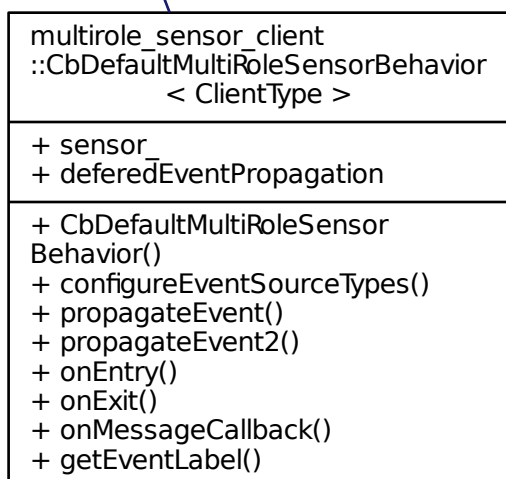 multirole_sensor_client
::CbDefaultMultiRoleSensorBehavior
< ClientType >
+ sensor_
+ deferedEventPropagation
+ CbDefaultMultiRoleSensor
Behavior()
+ configureEventSourceTypes()
+ propagateEvent()
+ propagateEvent2()
+ onEntry()
+ onExit()
+ onMessageCallback()
+ getEventLabel()